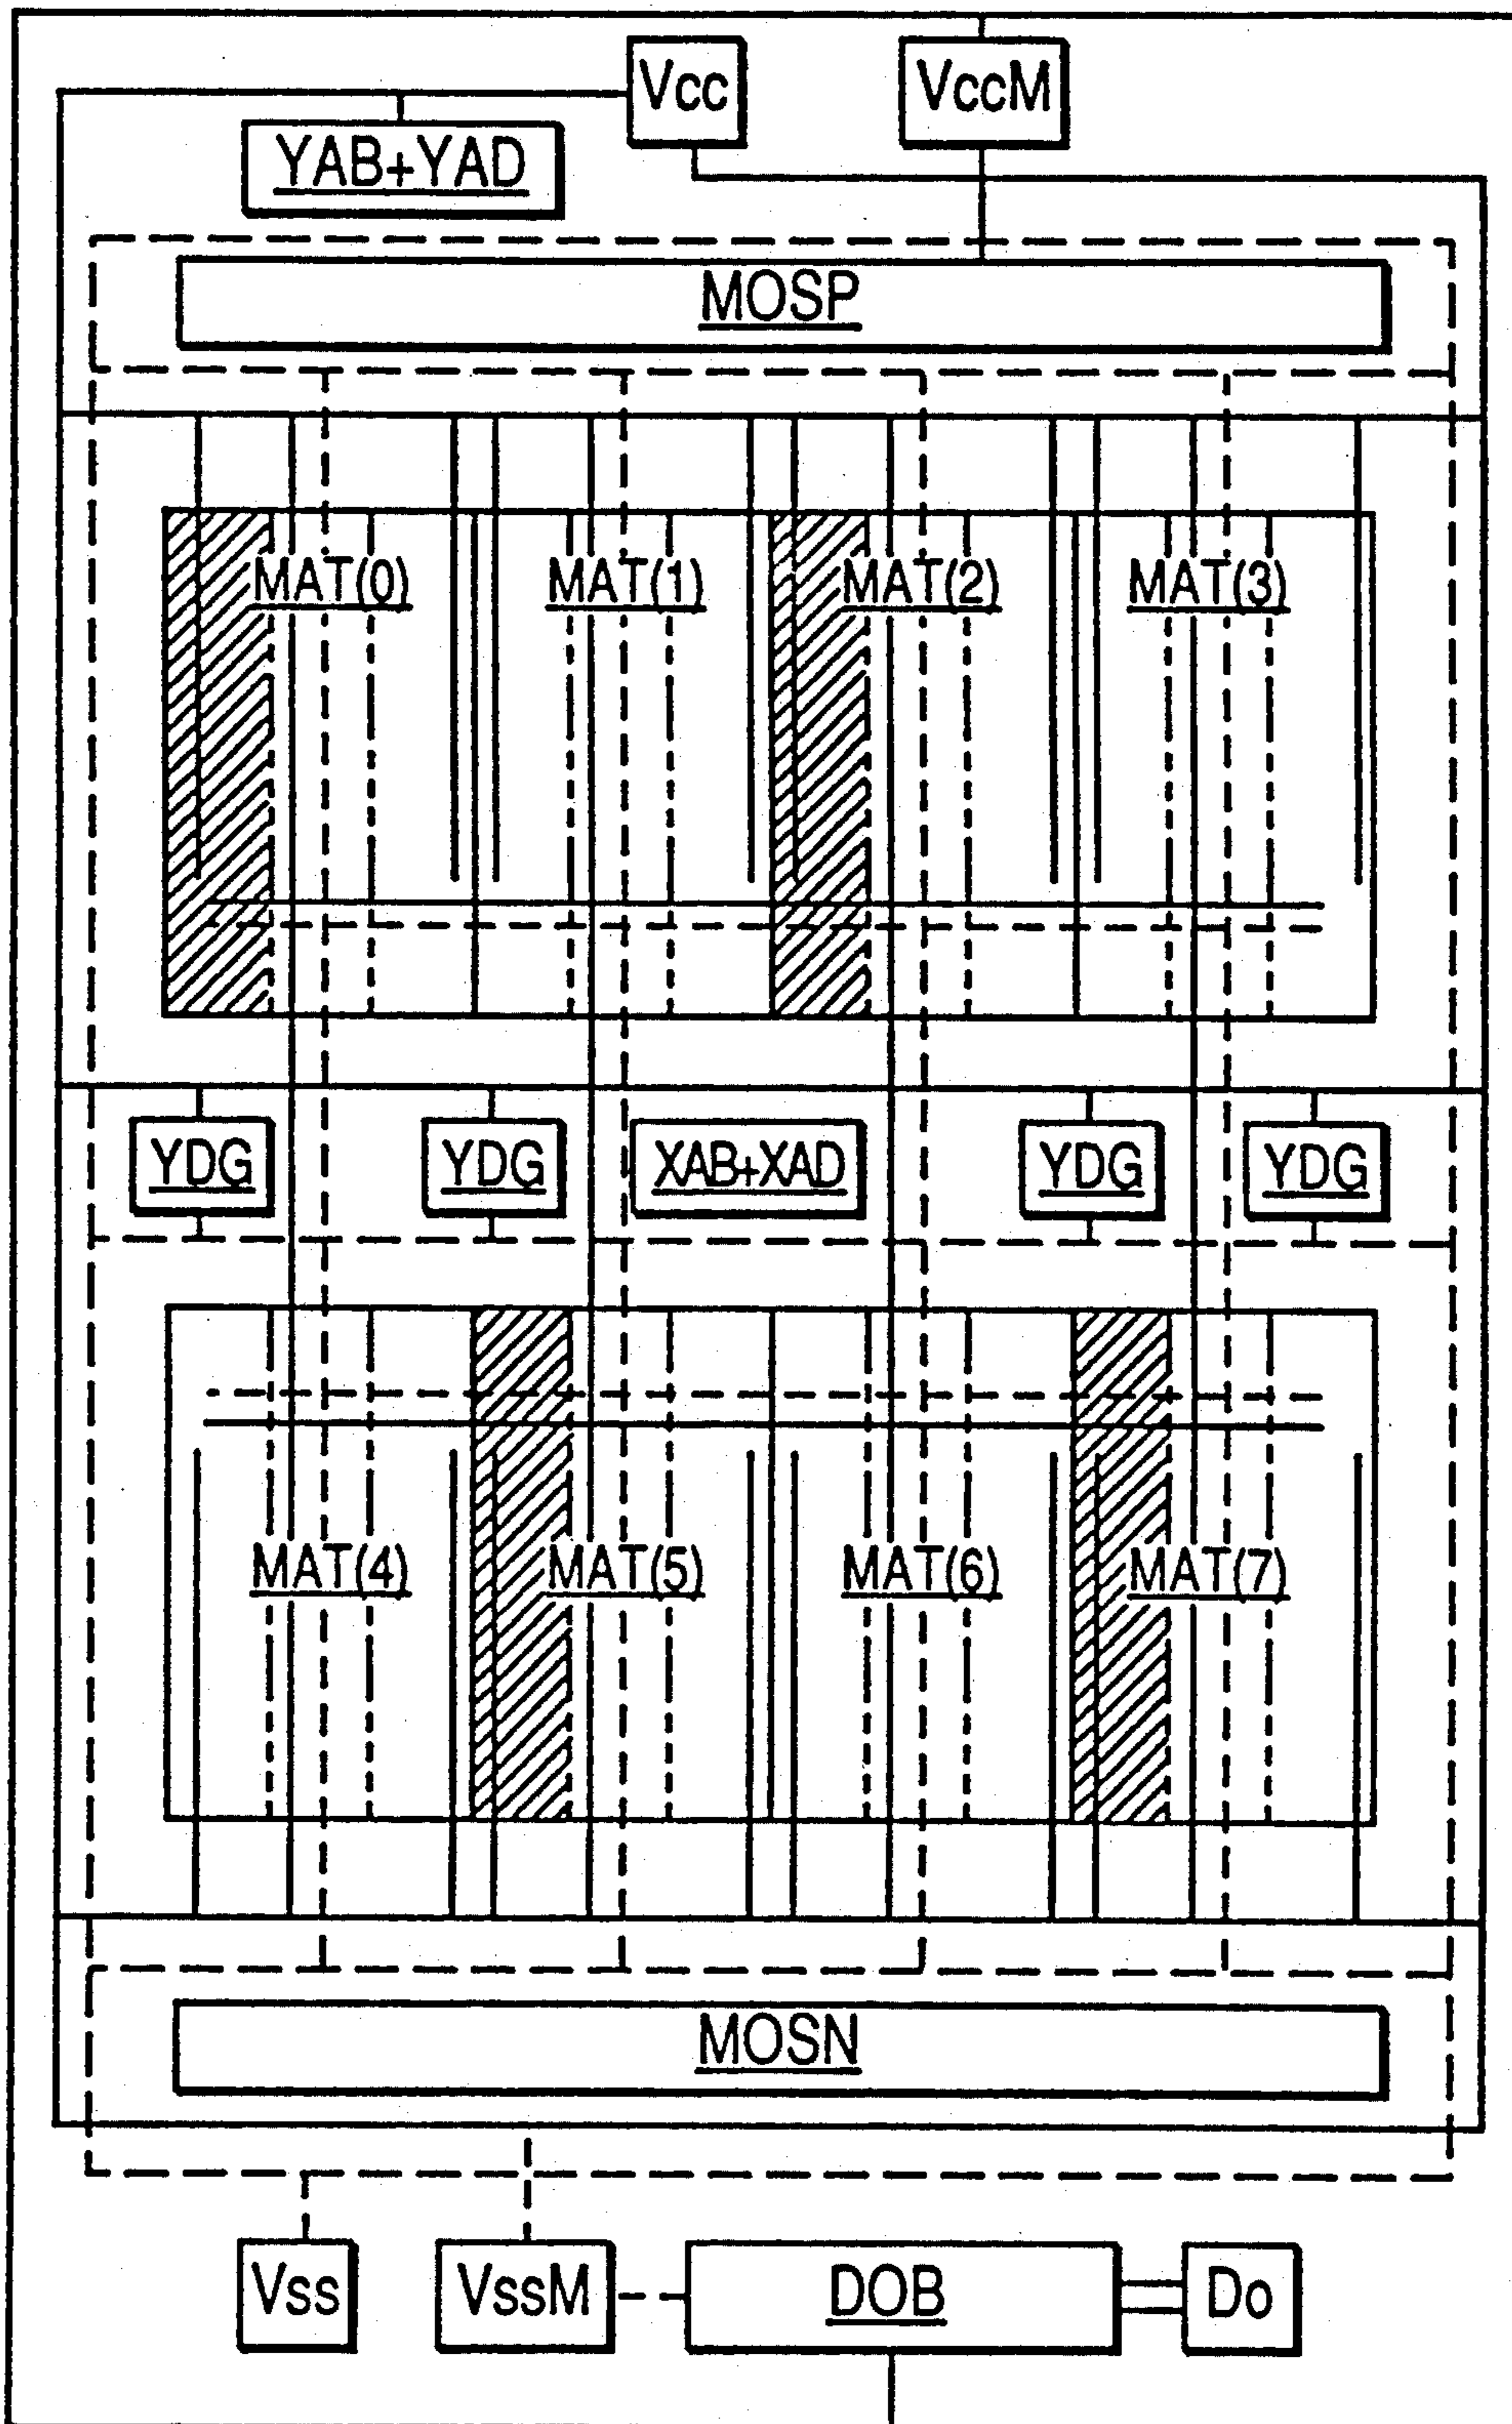 Vcc VccM
YAB+YAD
MOSP
MAT(0) MAT(1) MAT(2) MAT(3)
YDG YDG XAB+XAD YDG YDG
MAT(4) MAT(5) MAT(6) MAT(7)
MOSN
Vss VssM DOB Do